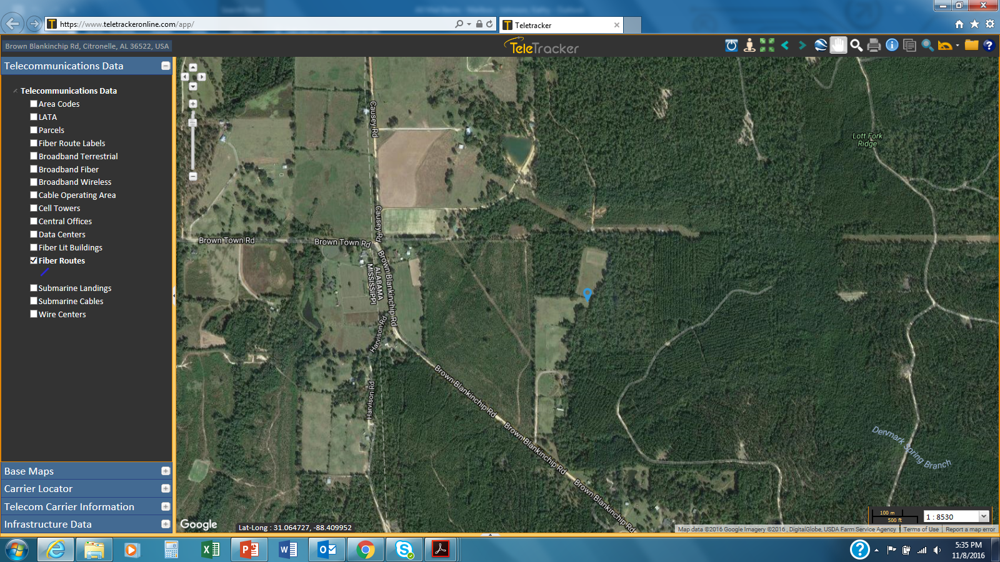 https://www.teletrackeronline.com/app/
Teletracker
Brown Blankinchip Rd, Citronelle, AL 36522, USA
TeleTracker
Telecommunications Data
Telecommunications Data
Area Codes
LATA
Parcels
Fiber Route Labels
Broadband Terrestrial
Broadband Fiber
Broadband Wireless
Cable Operating Area
Cell Towers
Central Offices
Data Centers
Fiber Lit Buildings
Fiber Routes
Submarine Landings
Submarine Cables
Wire Centers
Base Maps
Carrier Locator
Telecom Carrier Information
Infrastructure Data
Causey Rd
Lott Fork
Ridge
Causey Rd
Brown Town Rd
Brown Town Rd
Brown Blankinchip Rd
ALABAMA
MISSISSIPPI
Harvison Rd
Harvison Rd
Brown Blankinchip Rd
Brown Blankinchip Rd
Brown Blankinchip Rd
Denmark Spring Branch
Google
Lat-Long : 31.064727, -88.409952
100 m
500 ft
1 : 8530
Map data ©2016 Google Imagery ©2016 , DigitalGlobe, USDA Farm Service Agency
Terms of Use
Report a map error
5:35 PM
11/8/2016